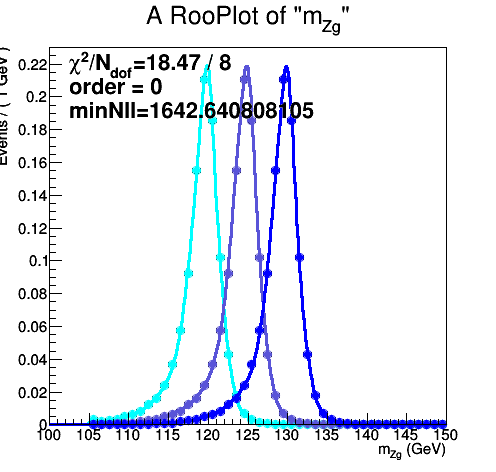 A RooPlot of "m_Zg"
χ²/N_dof=18.47 / 8
order = 0
minNll=1642.640808105
Events / ( 1 GeV )
0.22
0.2
0.18
0.16
0.14
0.12
0.1
0.08
0.06
0.04
0.02
0
100 105 110 115 120 125 130 135 140 145 150
m_Zg (GeV)